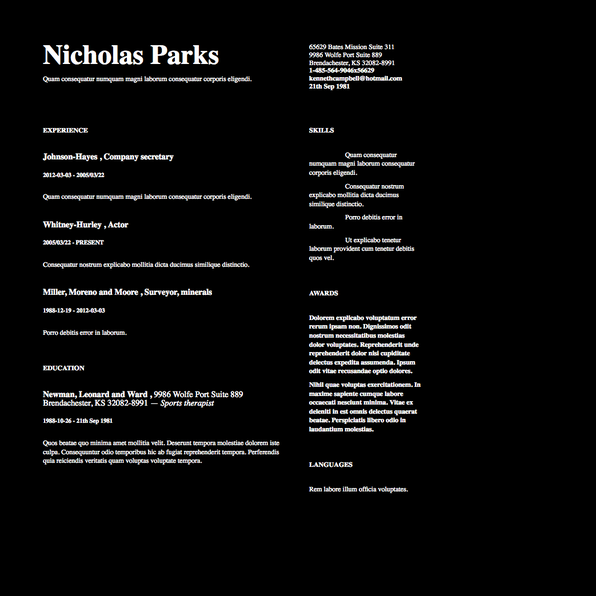 Nicholas Parks
Quam consequatur numquam magni laborum consequatur corporis eligendi.
65629 Bates Mission Suite 311
9986 Wolfe Port Suite 889
Brendachester, KS 32082-8991
1-485-564-9046x56629
kennethcampbell@hotmail.com
21th Sep 1981
EXPERIENCE
Johnson-Hayes , Company secretary
2012-03-03 - 2005/03/22
Quam consequatur numquam magni laborum consequatur corporis eligendi.
Whitney-Hurley , Actor
2005/03/22 - PRESENT
Consequatur nostrum explicabo mollitia dicta ducimus similique distinctio.
Miller, Moreno and Moore , Surveyor, minerals
1988-12-19 - 2012-03-03
Porro debitis error in laborum.
EDUCATION
Newman, Leonard and Ward , 9986 Wolfe Port Suite 889
Brendachester, KS 32082-8991 — Sports therapist
1988-10-26 - 21th Sep 1981
Quos beatae quo minima amet mollitia velit. Deserunt tempora molestiae dolorem iste
culpa. Consequuntur odio temporibus hic ab fugiat reprehenderit tempora. Perferendis
quia reiciendis veritatis quam voluptas voluptate tempora.
SKILLS
Quam consequatur
numquam magni laborum consequatur
corporis eligendi.
Consequatur nostrum
explicabo mollitia dicta ducimus
similique distinctio.
Porro debitis error in
laborum.
Ut explicabo tenetur
laborum provident cum tenetur debitis
quos vel.
AWARDS
Dolorem explicabo voluptatum error
rerum ipsam non. Dignissimos odit
nostrum necessitatibus molestias
dolor voluptates. Reprehenderit unde
reprehenderit dolor nisi cupiditate
delectus expedita assumenda. Ipsum
odit vitae recusandae optio dolores.
Nihil quae voluptas exercitationem. In
maxime sapiente cumque labore
occaecati nesciunt minima. Vitae ex
deleniti in est omnis delectus quaerat
beatae. Perspiciatis libero odio in
laudantium molestias.
LANGUAGES
Rem labore illum officia voluptates.